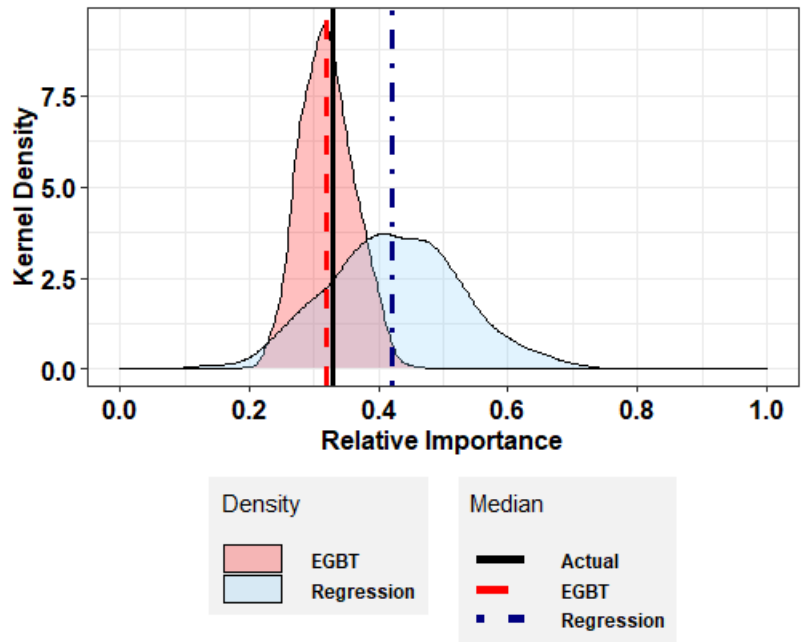 Kernel Density
7.5
5.0
2.5
0.0
0.0 0.2 0.4 0.6 0.8 1.0
Relative Importance
Density
EGBT
Regression
Median
Actual
EGBT
Regression